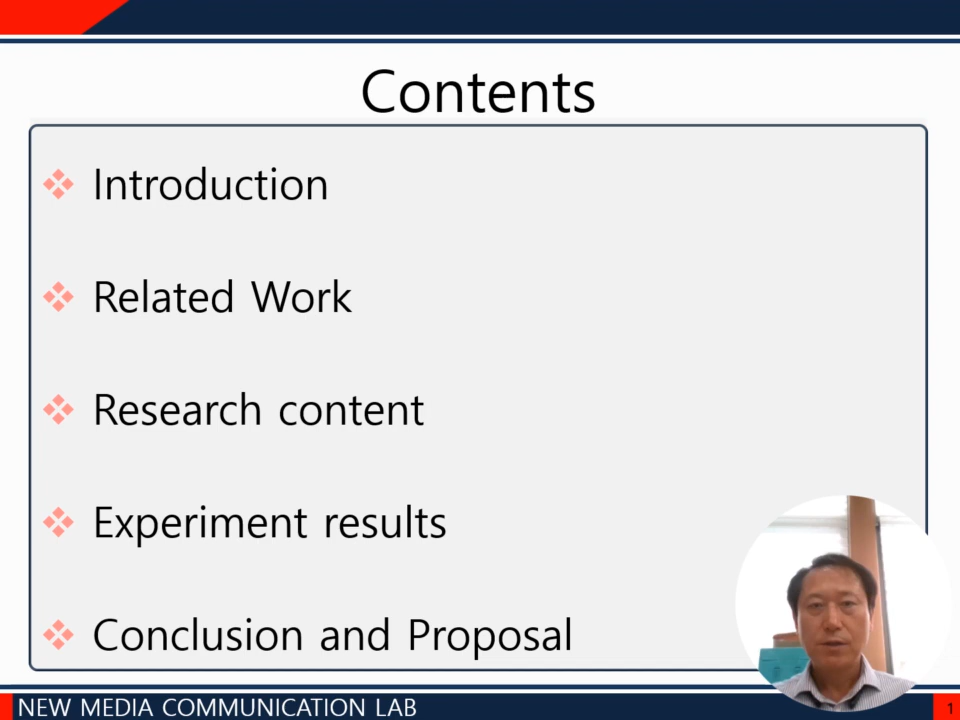 Contents
Introduction
Related Work
Research content
Experiment results
Conclusion and Proposal
NEW MEDIA COMMUNICATION LAB
1